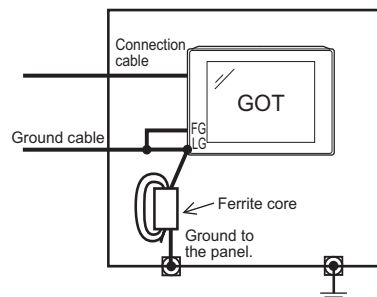 Connection
cable
GOT
FG
Ground cable
LG
Ferrite core
Ground to
the panel.